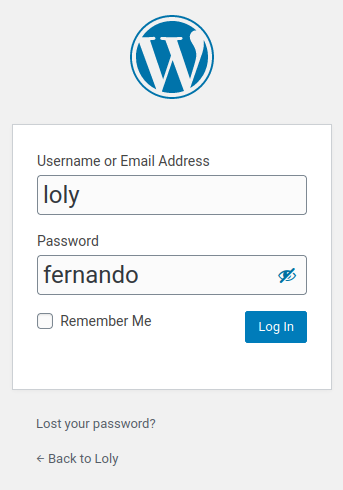 Username or Email Address
loly
Password
fernando
Remember Me
Log In
Lost your password?
← Back to Loly